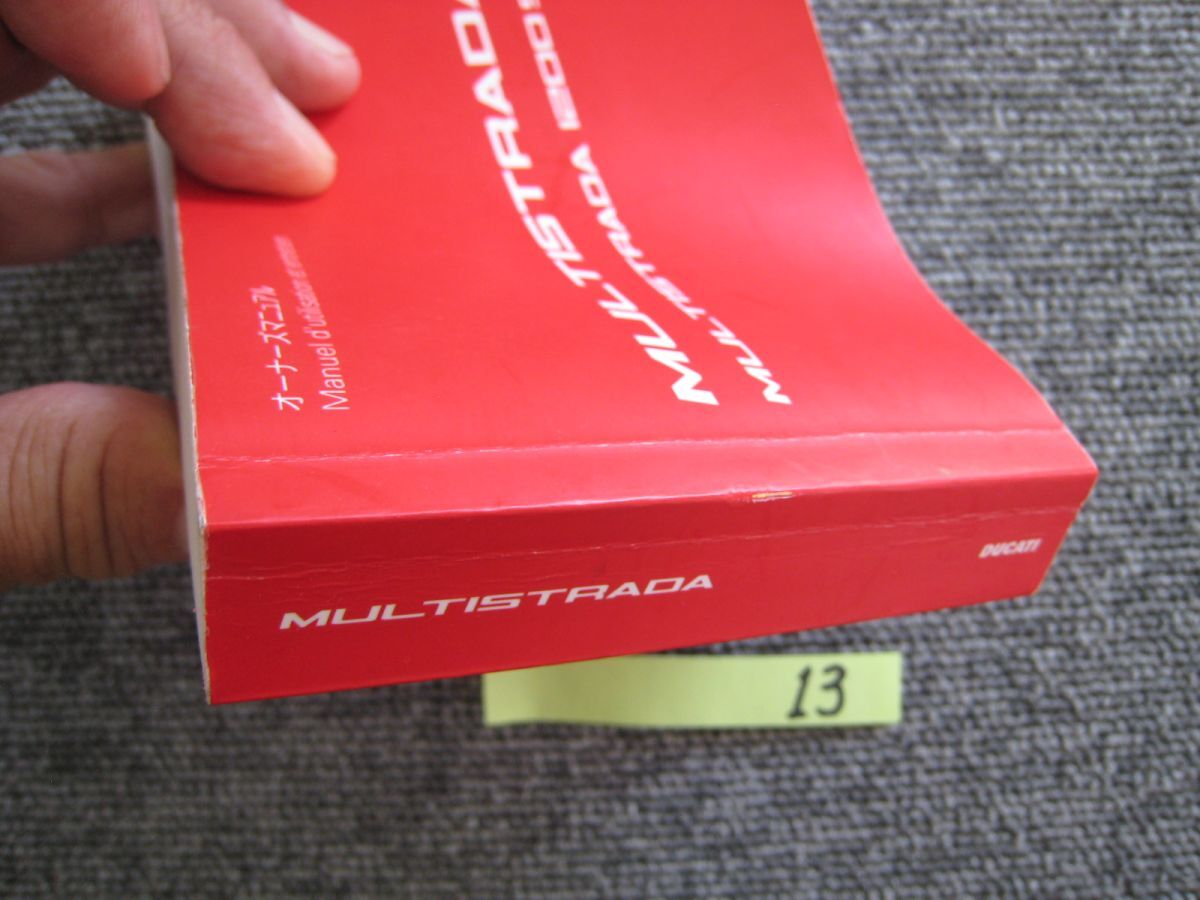 MULTISTRADA
MULTISTRADA 1200
オーナーズマニュアル
Manuel d'utilisation et entretien
MULTISTRADA
DUCATI
13